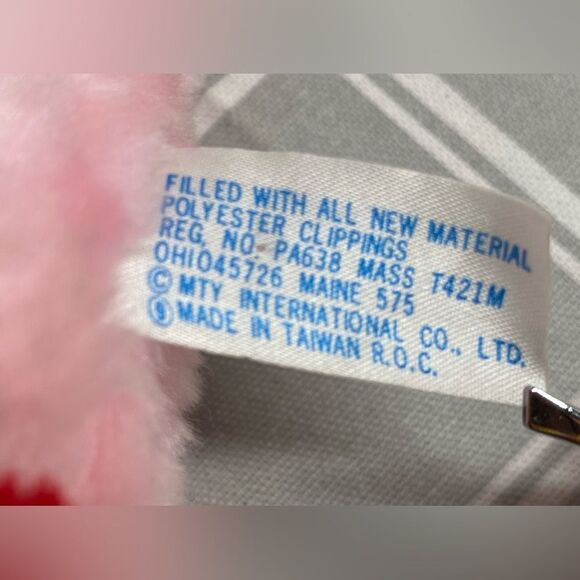 FILLED WITH ALL NEW MATERIAL
POLYESTER CLIPPINGS
REG. NO. PA638 MASS T421M
OHIO45726 MAINE 575
© MTY INTERNATIONAL CO., LTD.
⑨ MADE IN TAIWAN R.O.C.